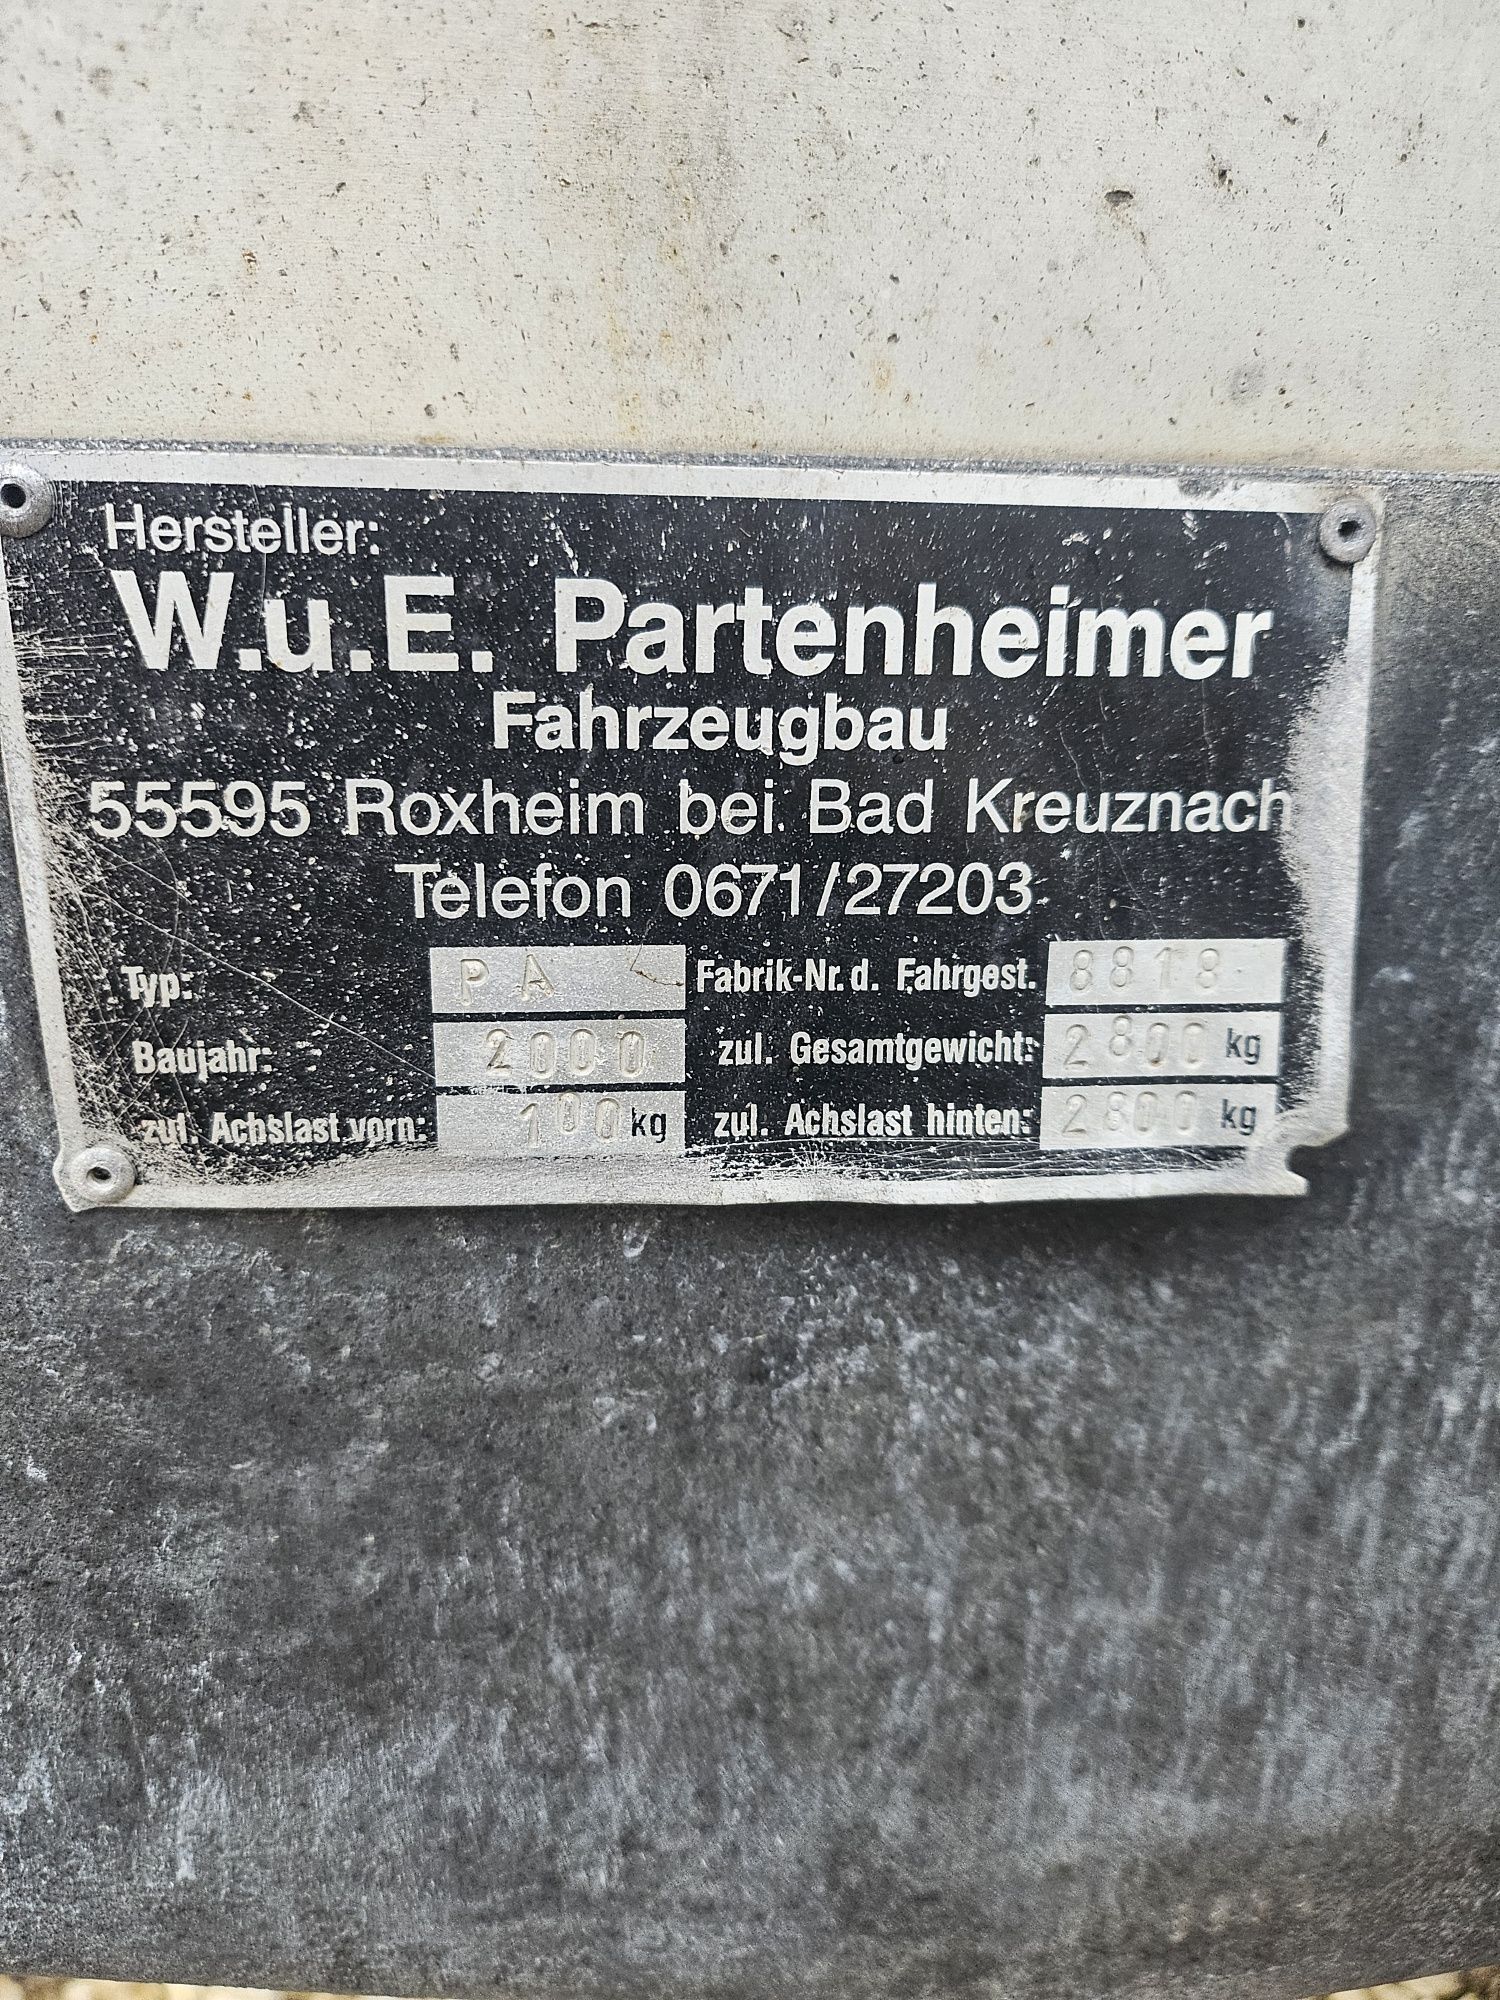 Hersteller:
W.u.E. Partenheimer
Fahrzeugbau
55595 Roxheim bei Bad Kreuznach
Telefon 0671/27203
Typ: PA Fabrik-Nr. d. Fahrgest. 8818
Baujahr: 2000 zul. Gesamtgewicht: 2800 kg
zul. Achslast vorn: 100 kg zul. Achslast hinten: 2800 kg